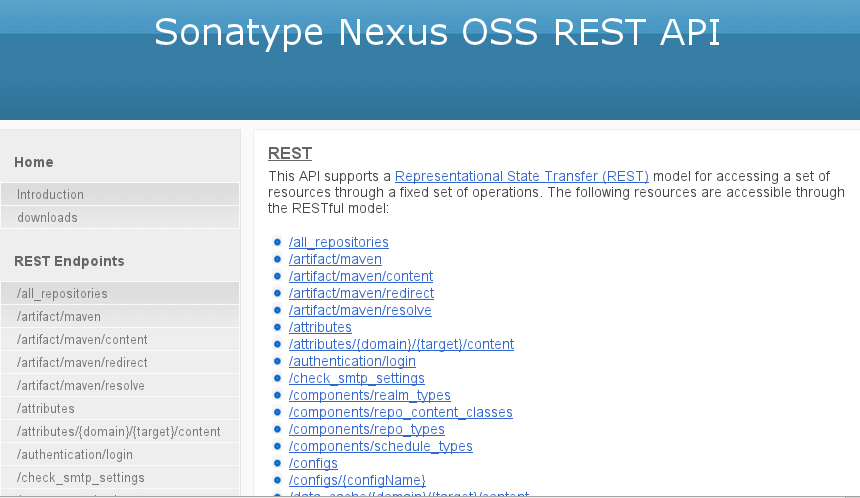 Sonatype Nexus OSS REST API
Home
Introduction
downloads
REST Endpoints
/all_repositories
/artifact/maven
/artifact/maven/content
/artifact/maven/redirect
/artifact/maven/resolve
/attributes
/attributes/{domain}/{target}/content
/authentication/login
/check_smtp_settings
REST
This API supports a Representational State Transfer (REST) model for accessing a set of
resources through a fixed set of operations. The following resources are accessible through
the RESTful model:
/all_repositories
/artifact/maven
/artifact/maven/content
/artifact/maven/redirect
/artifact/maven/resolve
/attributes
/attributes/{domain}/{target}/content
/authentication/login
/check_smtp_settings
/components/realm_types
/components/repo_content_classes
/components/repo_types
/components/schedule_types
/configs
/configs/{configName}
/data_cache/{domain}/{target}/content